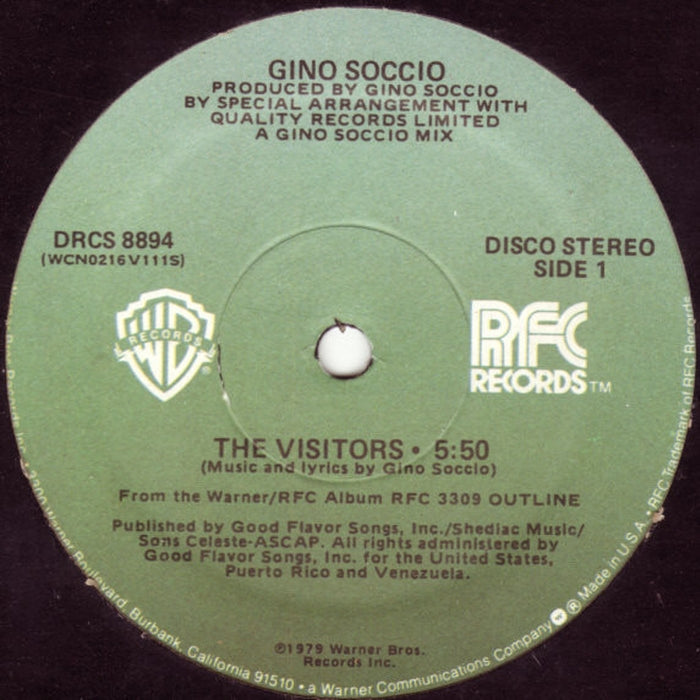 GINO SOCCIO
PRODUCED BY GINO SOCCIO
BY SPECIAL ARRANGEMENT WITH
QUALITY RECORDS LIMITED
A GINO SOCCIO MIX
DRCS 8894
(WCN0216V111S)
DISCO STEREO
SIDE 1
WB
RECORDS
®
RFC
RECORDS™
THE VISITORS • 5:50
(Music and lyrics by Gino Soccio)
From the Warner/RFC Album RFC 3309 OUTLINE
Published by Good Flavor Songs, Inc./Shediac Music/
Sons Celeste-ASCAP. All rights administered by
Good Flavor Songs, Inc. for the United States,
Puerto Rico and Venezuela.
℗1979 Warner Bros.
Records Inc.
3300 Warner Boulevard, Burbank, California 91510 • a Warner Communications Company ® Made in U.S.A. • RFC Trademark of RFC Records